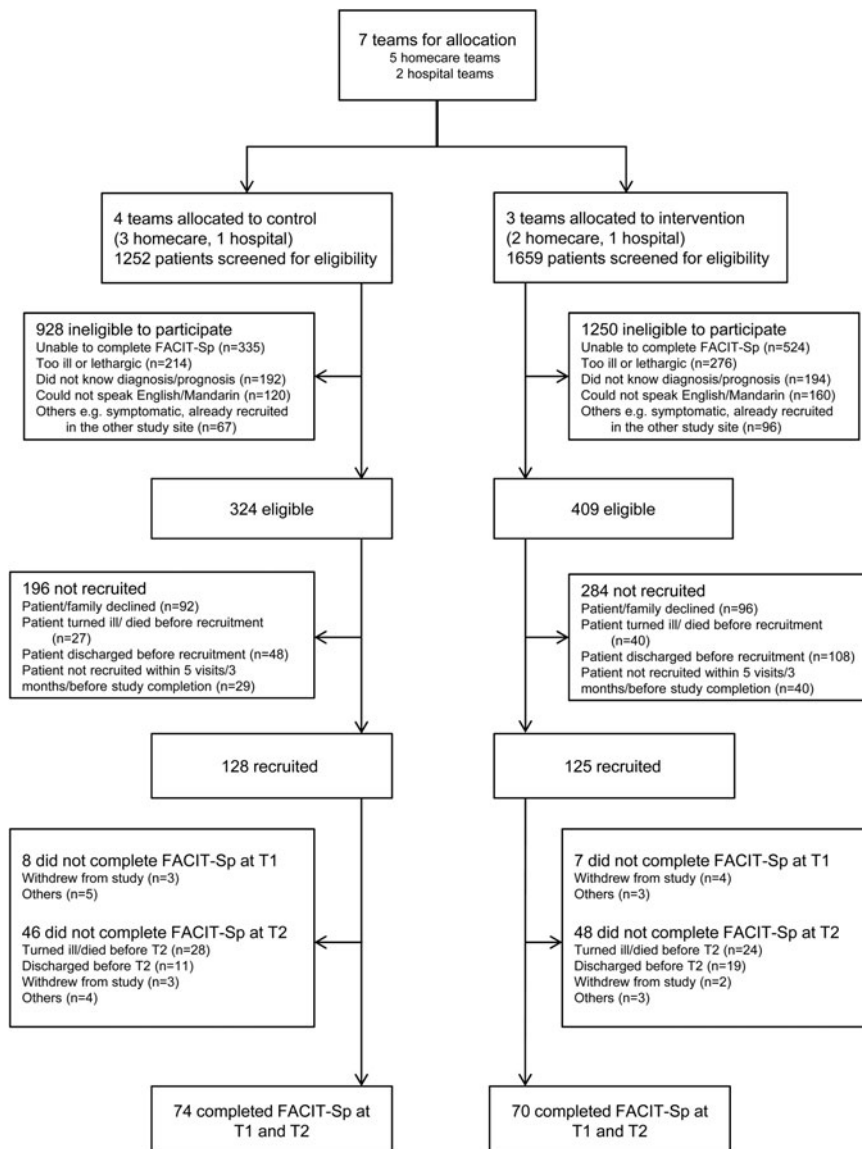 7 teams for allocation
5 homecare teams
2 hospital teams
4 teams allocated to control
(3 homecare, 1 hospital)
1252 patients screened for eligibility
3 teams allocated to intervention
(2 homecare, 1 hospital)
1659 patients screened for eligibility
928 ineligible to participate
Unable to complete FACIT-Sp (n=335)
Too ill or lethargic (n=214)
Did not know diagnosis/prognosis (n=192)
Could not speak English/Mandarin (n=120)
Others e.g. symptomatic, already recruited
in the other study site (n=67)
1250 ineligible to participate
Unable to complete FACIT-Sp (n=524)
Too ill or lethargic (n=276)
Did not know diagnosis/prognosis (n=194)
Could not speak English/Mandarin (n=160)
Others e.g. symptomatic, already recruited
in the other study site (n=96)
324 eligible
409 eligible
196 not recruited
Patient/family declined (n=92)
Patient turned ill/ died before recruitment
(n=27)
Patient discharged before recruitment (n=48)
Patient not recruited within 5 visits/3
months/before study completion (n=29)
284 not recruited
Patient/family declined (n=96)
Patient turned ill/ died before recruitment
(n=40)
Patient discharged before recruitment (n=108)
Patient not recruited within 5 visits/3
months/before study completion (n=40)
128 recruited
125 recruited
8 did not complete FACIT-Sp at T1
Withdrew from study (n=3)
Others (n=5)
46 did not complete FACIT-Sp at T2
Turned ill/died before T2 (n=28)
Discharged before T2 (n=11)
Withdrew from study (n=3)
Others (n=4)
7 did not complete FACIT-Sp at T1
Withdrew from study (n=4)
Others (n=3)
48 did not complete FACIT-Sp at T2
Turned ill/died before T2 (n=24)
Discharged before T2 (n=19)
Withdrew from study (n=2)
Others (n=3)
74 completed FACIT-Sp at
T1 and T2
70 completed FACIT-Sp at
T1 and T2